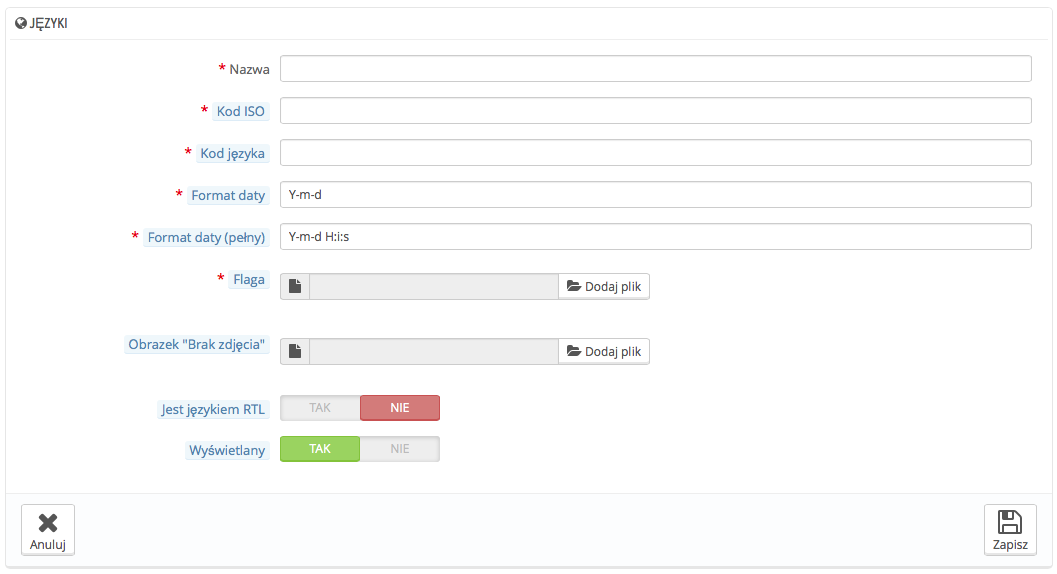 JĘZYKI
* Nazwa
* Kod ISO
* Kod języka
* Format daty Y-m-d
* Format daty (pełny) Y-m-d H:i:s
* Flaga Dodaj plik
Obrazek "Brak zdjęcia" Dodaj plik
Jest językiem RTL TAK NIE
Wyświetlany TAK NIE
Anuluj Zapisz